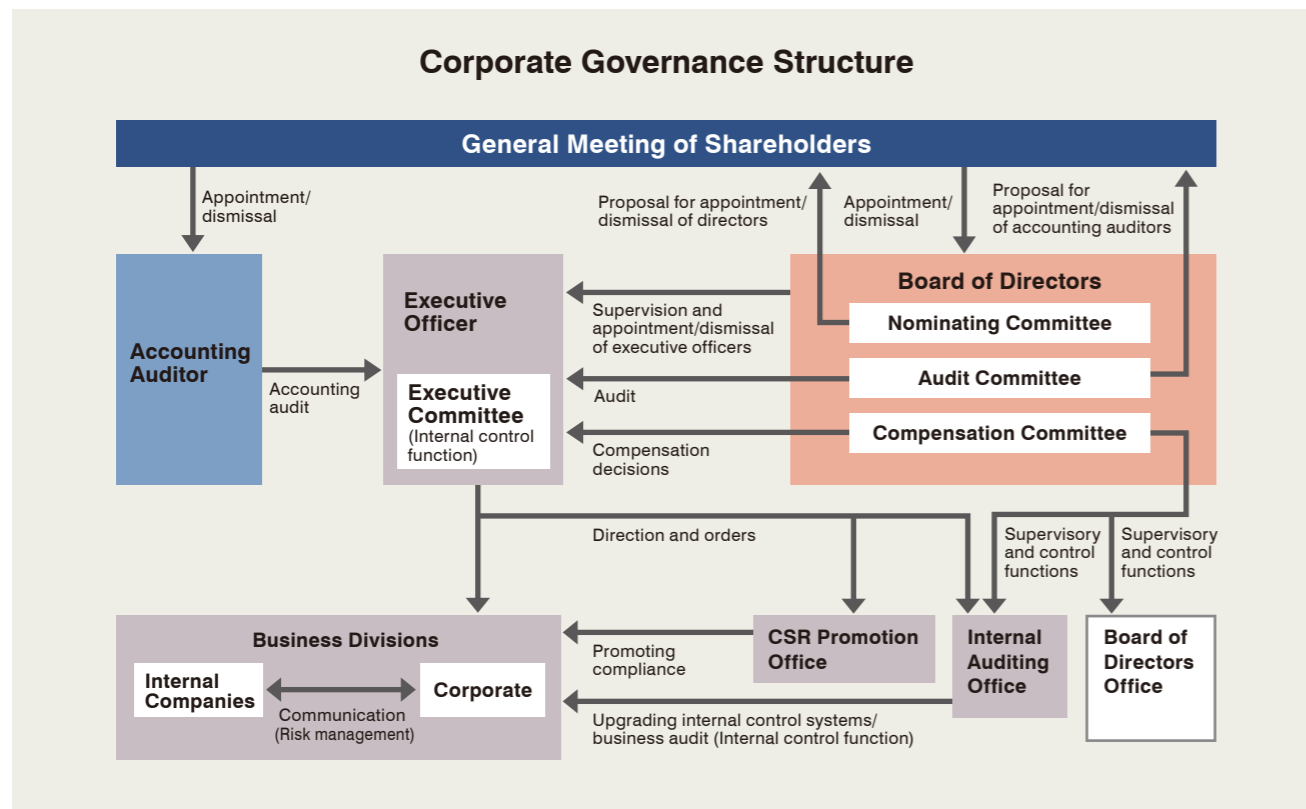 Corporate Governance Structure
General Meeting of Shareholders
Appointment/
dismissal
Proposal for appointment/
dismissal of directors
Appointment/
dismissal
Proposal for
appointment/dismissal
of accounting auditors
Accounting
Auditor
Accounting
audit
Executive
Officer
Executive
Committee
(Internal control
function)
Supervision and
appointment/dismissal
of executive officers
Audit
Compensation
decisions
Board of Directors
Nominating Committee
Audit Committee
Compensation Committee
Direction and orders
Supervisory
and control
functions
Supervisory
and control
functions
Business Divisions
Internal
Companies
Communication
(Risk management)
Corporate
Promoting
compliance
CSR Promotion
Office
Upgrading internal control systems/
business audit (Internal control function)
Internal
Auditing
Office
Board of
Directors
Office